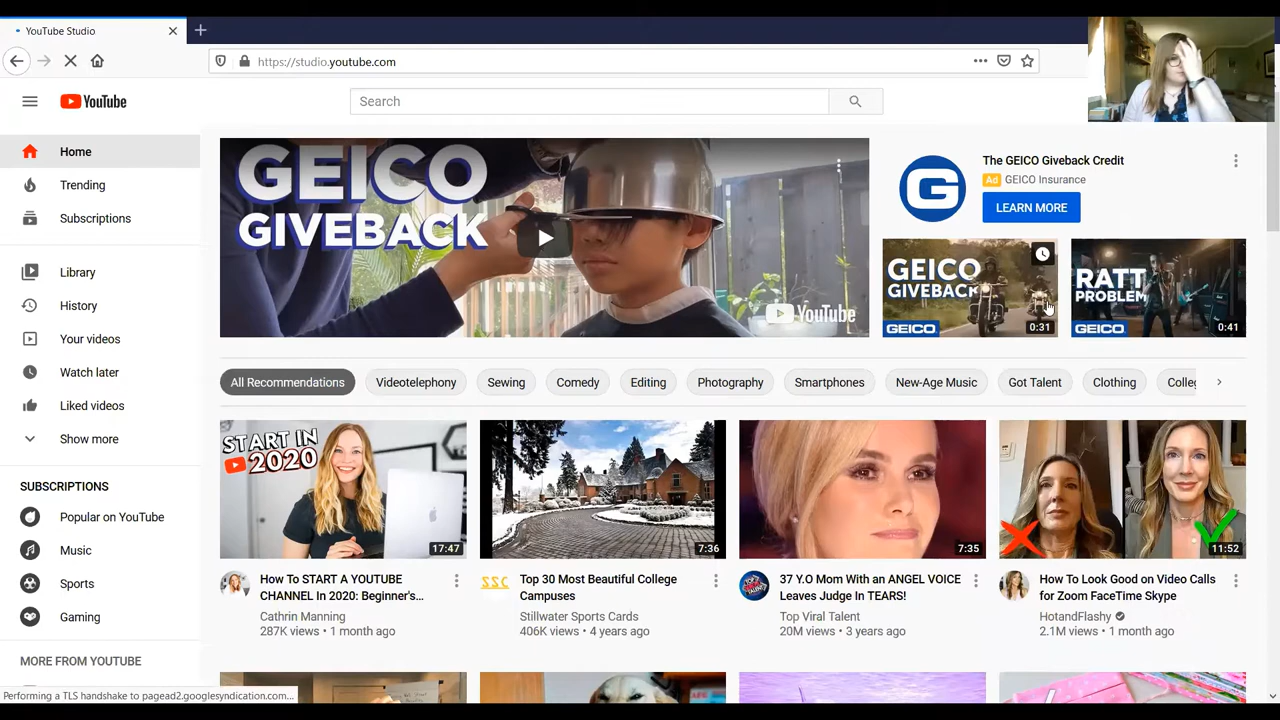 YouTube Studio
https://studio.youtube.com
YouTube
Search
Home
Trending
Subscriptions
Library
History
Your videos
Watch later
Liked videos
Show more
SUBSCRIPTIONS
Popular on YouTube
Music
Sports
Gaming
MORE FROM YOUTUBE
Performing a TLS handshake to pagead2.googlesyndication.com...
GEICO
GIVEBACK
YouTube
The GEICO Giveback Credit
Ad GEICO Insurance
LEARN MORE
GEICO
GIVEBACK
GEICO
0:31
RATT
PROBLEM
GEICO
0:41
All Recommendations
Videotelephony
Sewing
Comedy
Editing
Photography
Smartphones
New-Age Music
Got Talent
Clothing
START IN
2020
17:47
How To START A YOUTUBE
CHANNEL In 2020: Beginner's...
Cathrin Manning
287K views • 1 month ago
7:36
SSC
Top 30 Most Beautiful College
Campuses
Stillwater Sports Cards
406K views • 4 years ago
7:35
37 Y.O Mom With an ANGEL VOICE
Leaves Judge In TEARS!
Top Viral Talent
20M views • 3 years ago
11:52
How To Look Good on Video Calls
for Zoom FaceTime Skype
HotandFlashy
2.1M views • 1 month ago